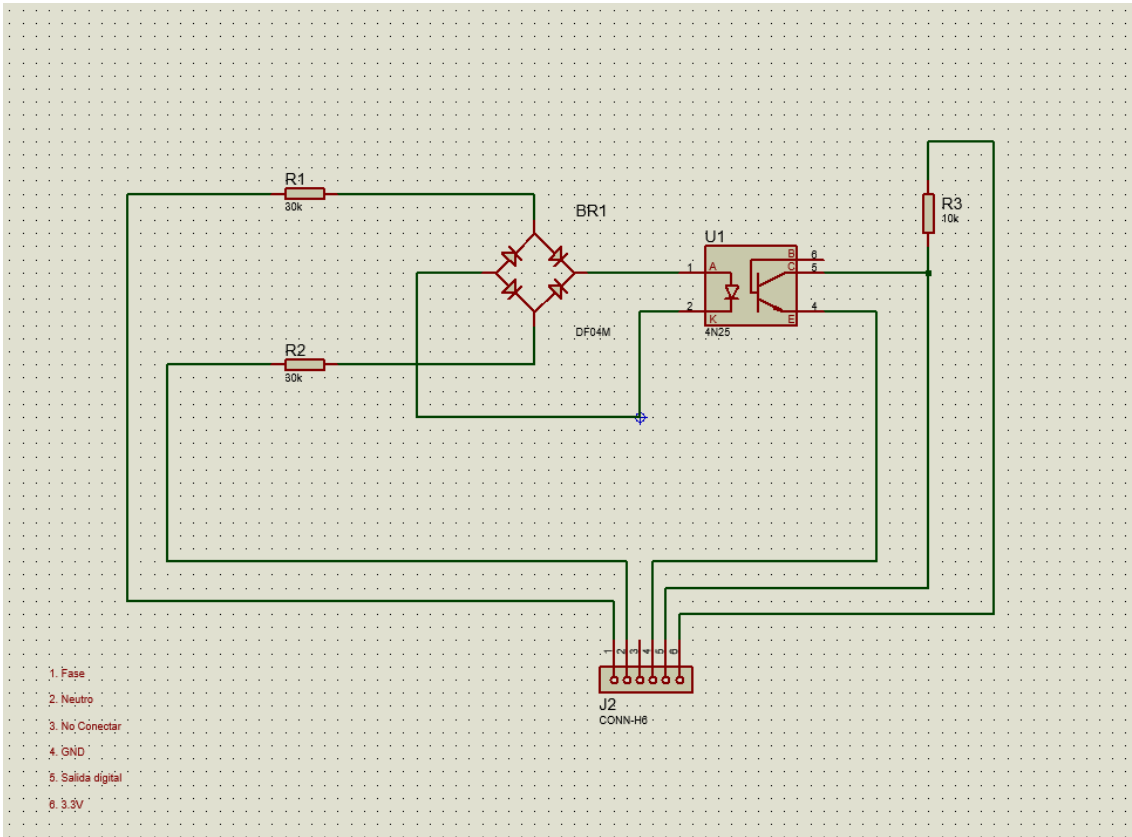 R1
30k
BR1
DF04M
R2
30k
U1
A
K
B
C
E
1
2
6
5
4
4N25
R3
10k
1
2
3
4
5
6
J2
CONN-H6
1. Fase
2. Neutro
3. No Conectar
4. GND
5. Salida digital
6. 3.3V